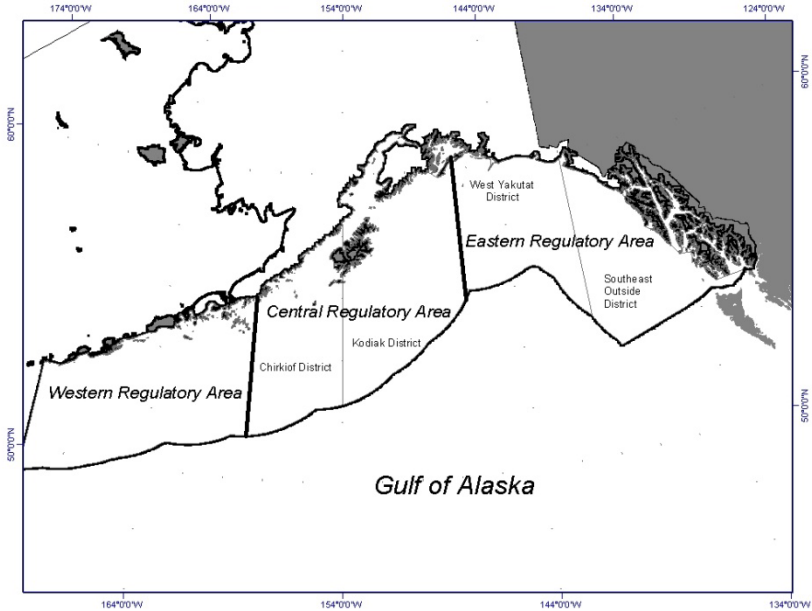 174°0'0"W
164°0'0"W
154°0'0"W
144°0'0"W
134°0'0"W
124°0'0"W
60°0'0"N
60°0'0"N
West Yakutat
District
Eastern Regulatory Area
Southeast
Outside
District
Central Regulatory Area
Kodiak District
Chirkiof District
Western Regulatory Area
50°0'0"N
50°0'0"N
Gulf of Alaska
164°0'0"W
154°0'0"W
144°0'0"W
134°0'0"W